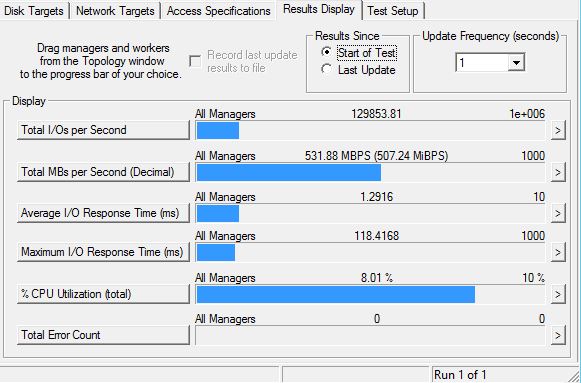 Disk Targets Network Targets Access Specifications Results Display Test Setup
Drag managers and workers
from the Topology window
to the progress bar of your choice.
Record last update
results to file
Results Since
Start of Test
Last Update
Update Frequency (seconds)
1
Display
All Managers 129853.81 1e+006
Total I/Os per Second >
All Managers 531.88 MBPS (507.24 MiBPS) 1000
Total MBs per Second (Decimal) >
All Managers 1.2916 10
Average I/O Response Time (ms) >
All Managers 118.4168 1000
Maximum I/O Response Time (ms) >
All Managers 8.01 % 10 %
% CPU Utilization (total) >
All Managers 0 0
Total Error Count >
Run 1 of 1